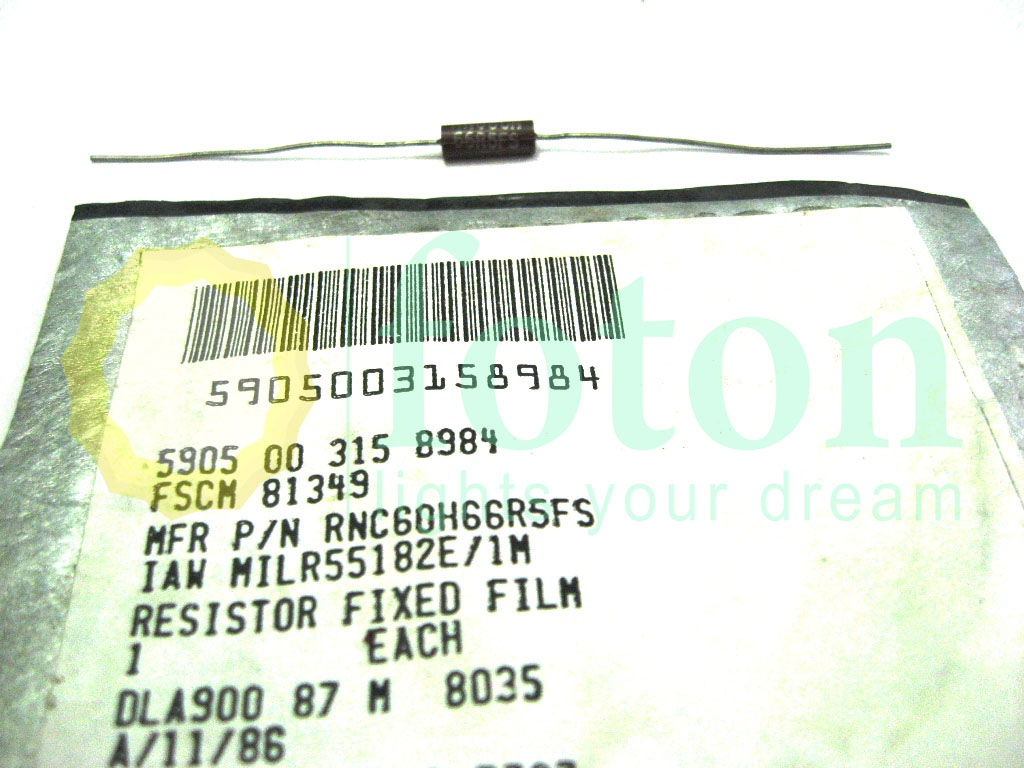 66R5FS
5905003158984
5905 00 315 8984
FSCM 81349
MFR P/N RNC60H66R5FS
IAW MILR55182E/1M
RESISTOR FIXED FILM
1 EACH
DLA900 87 M 8035
A/11/86
foton
lights your dream